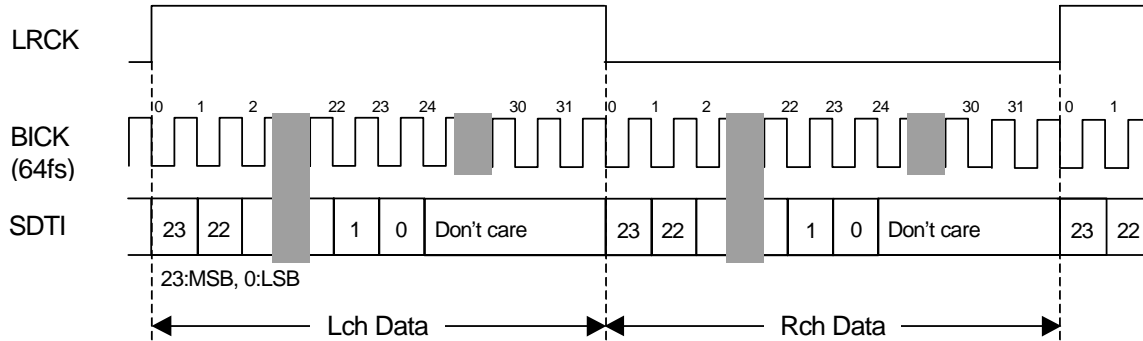 LRCK
0 1 2 22 23 24 30 31 0 1 2 22 23 24 30 31 0 1
BICK
(64fs)
SDTI 23 22 1 0 Don't care 23 22 1 0 Don't care 23 22
23:MSB, 0:LSB
Lch Data Rch Data